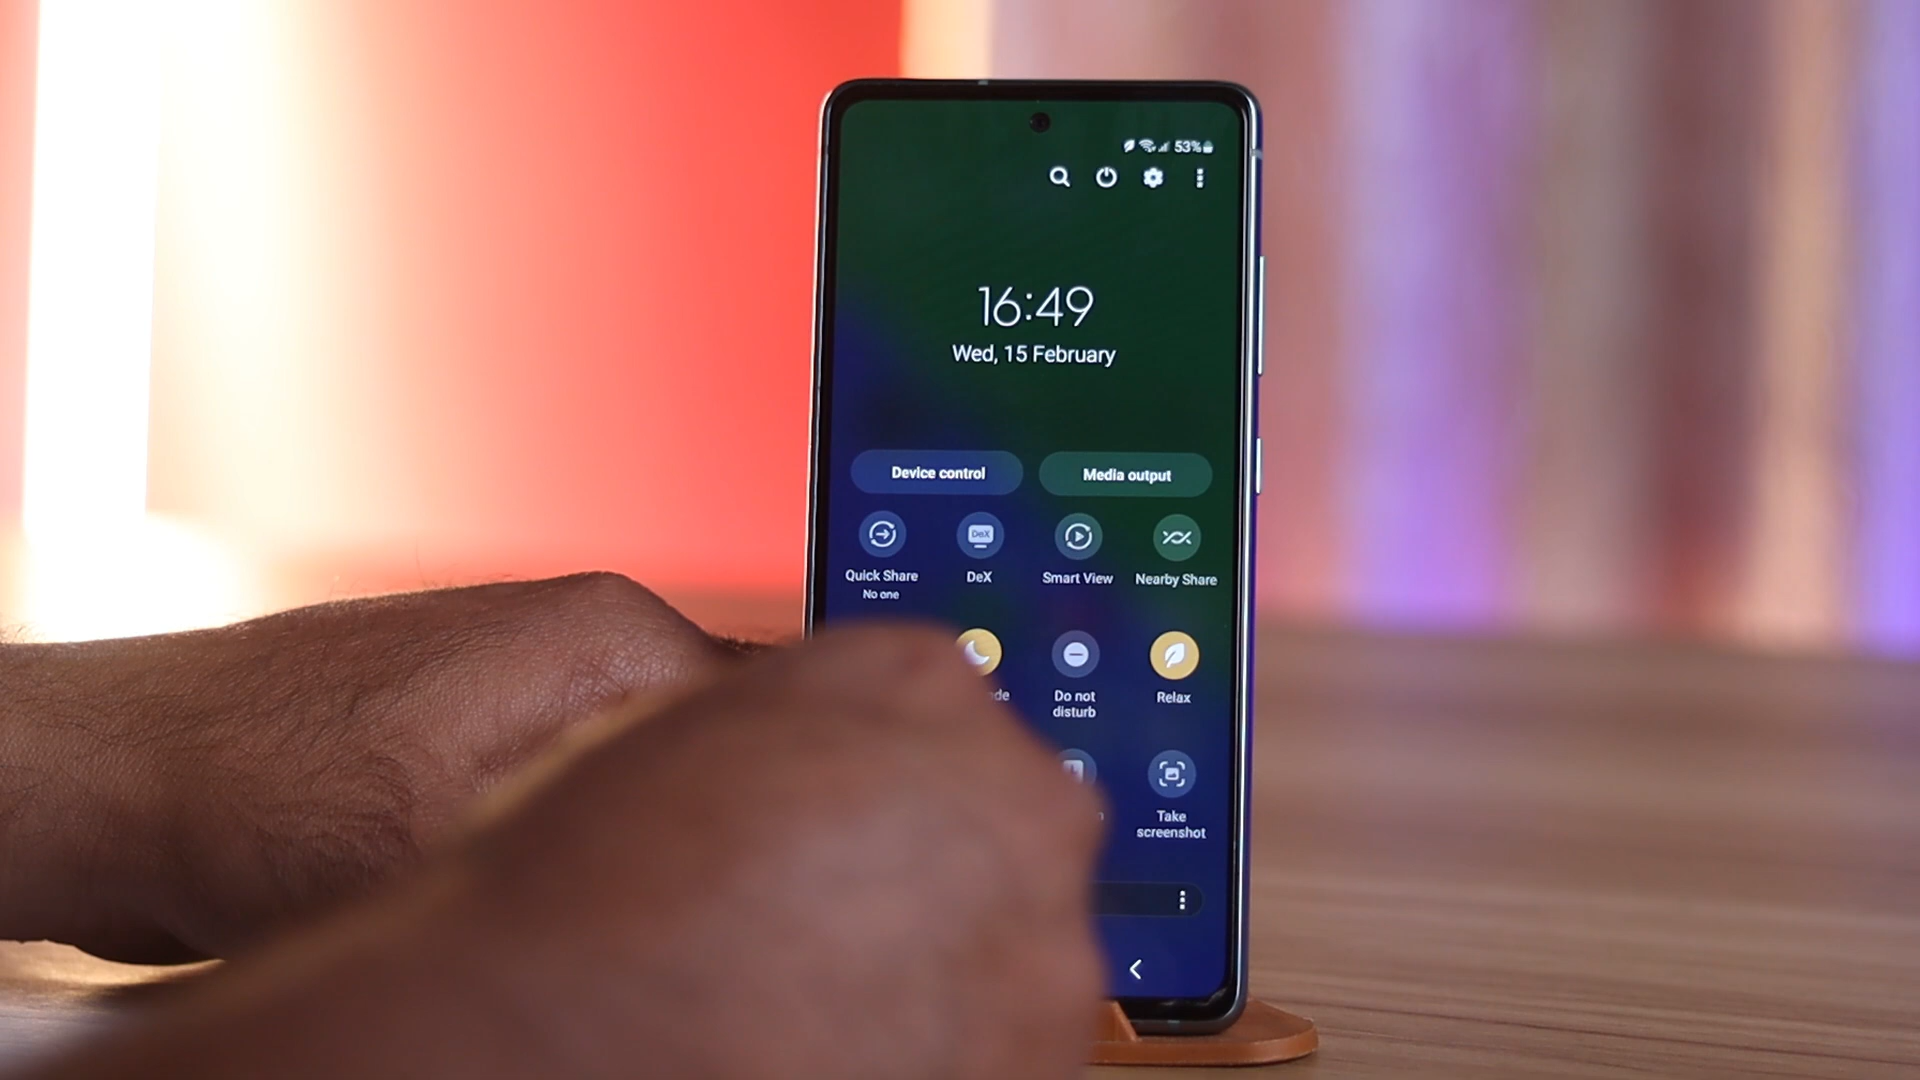 53%
16:49
Wed, 15 February
Device control
Media output
DeX
Quick Share
DeX
Smart View
Nearby Share
No one
Do not
disturb
Relax
Take
screenshot